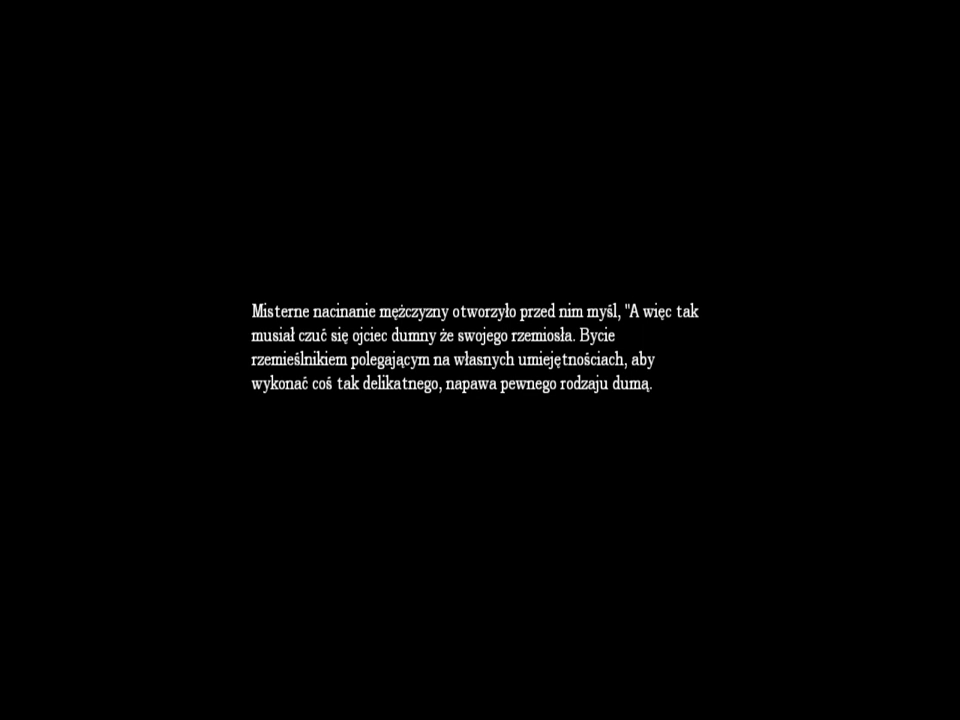 Misterne nacinanie mężczyzny otworzyło przed nim myśl, "A więc tak
musiał czuć się ojciec dumny że swojego rzemiosła. Bycie
rzemieślnikiem polegającym na własnych umiejętnościach, aby
wykonać coś tak delikatnego, napawa pewnego rodzaju dumą.